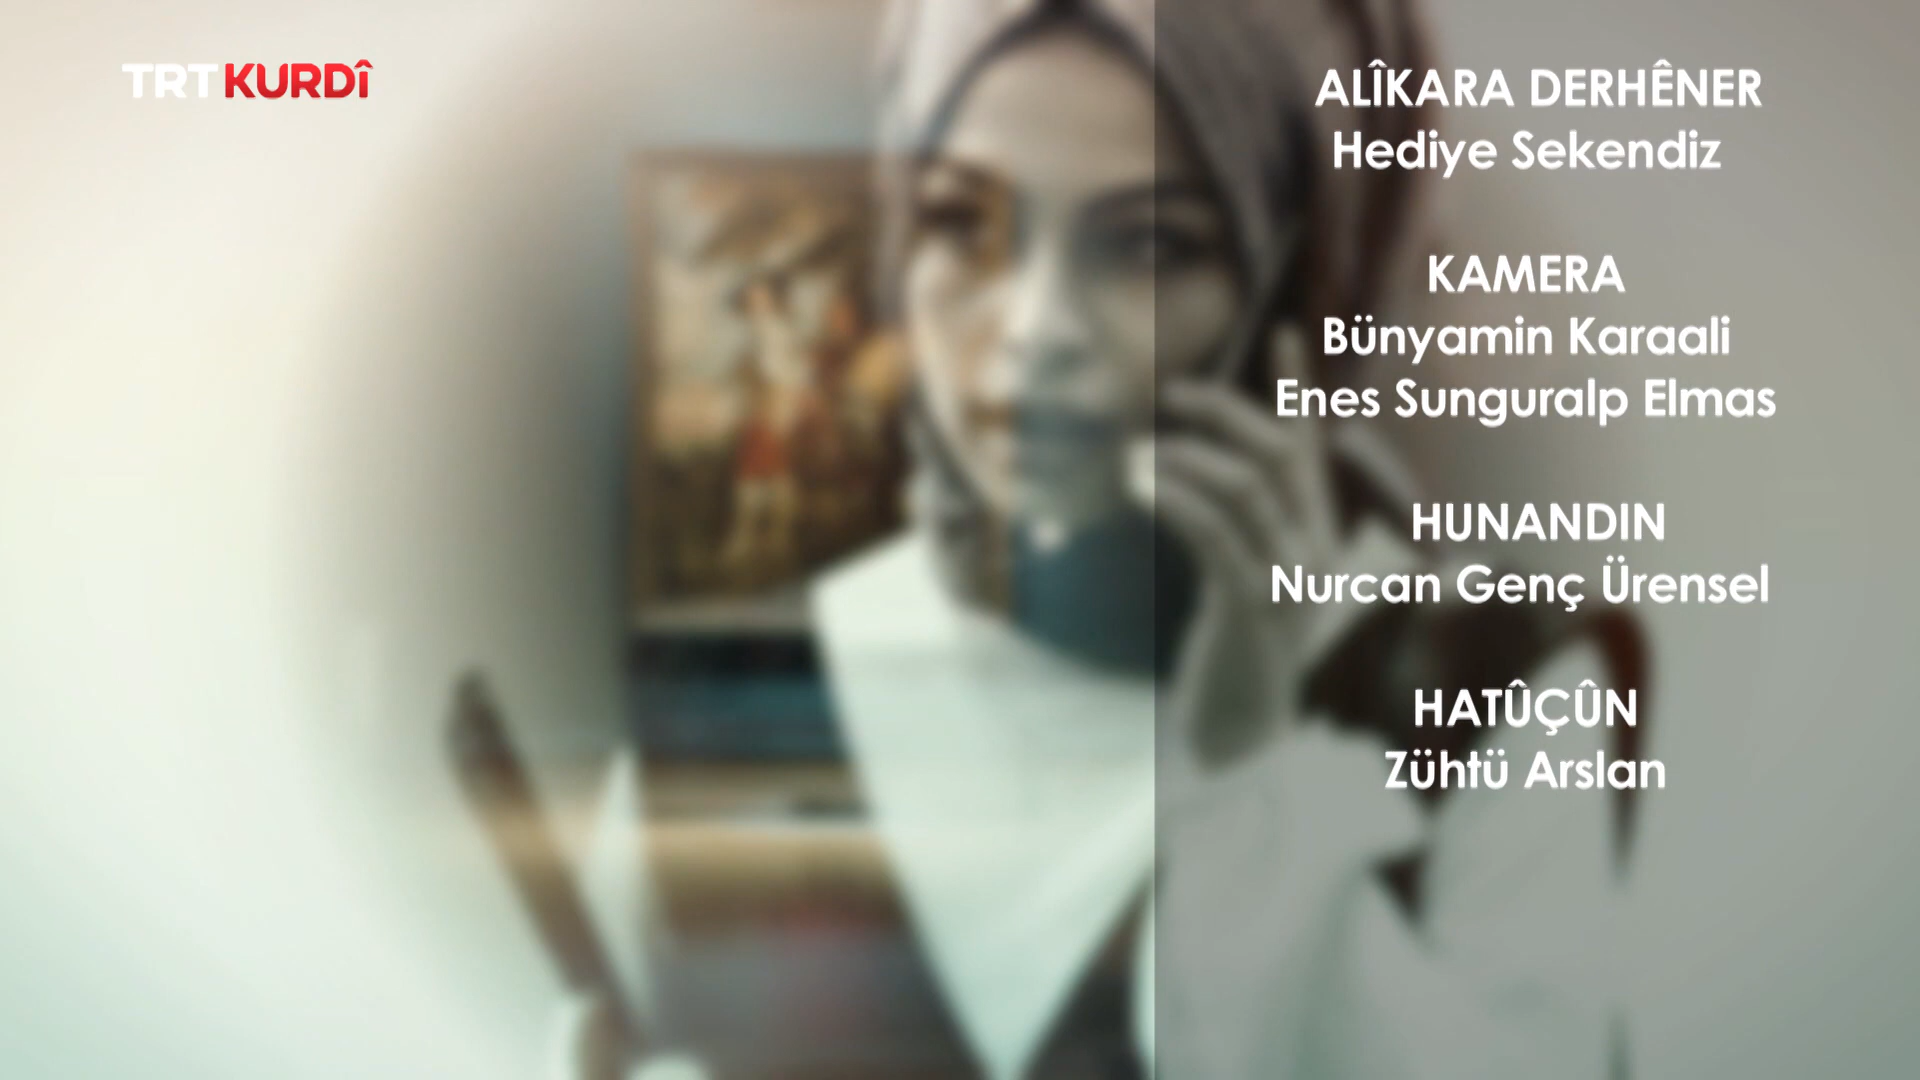 TRT KURDÎ
ALÎKARA DERHÊNER
Hediye Sekendiz
KAMERA
Bünyamin Karaali
Enes Sunguralp Elmas
HUNANDIN
Nurcan Genç Ürensel
HATÛÇÛN
Zühtü Arslan